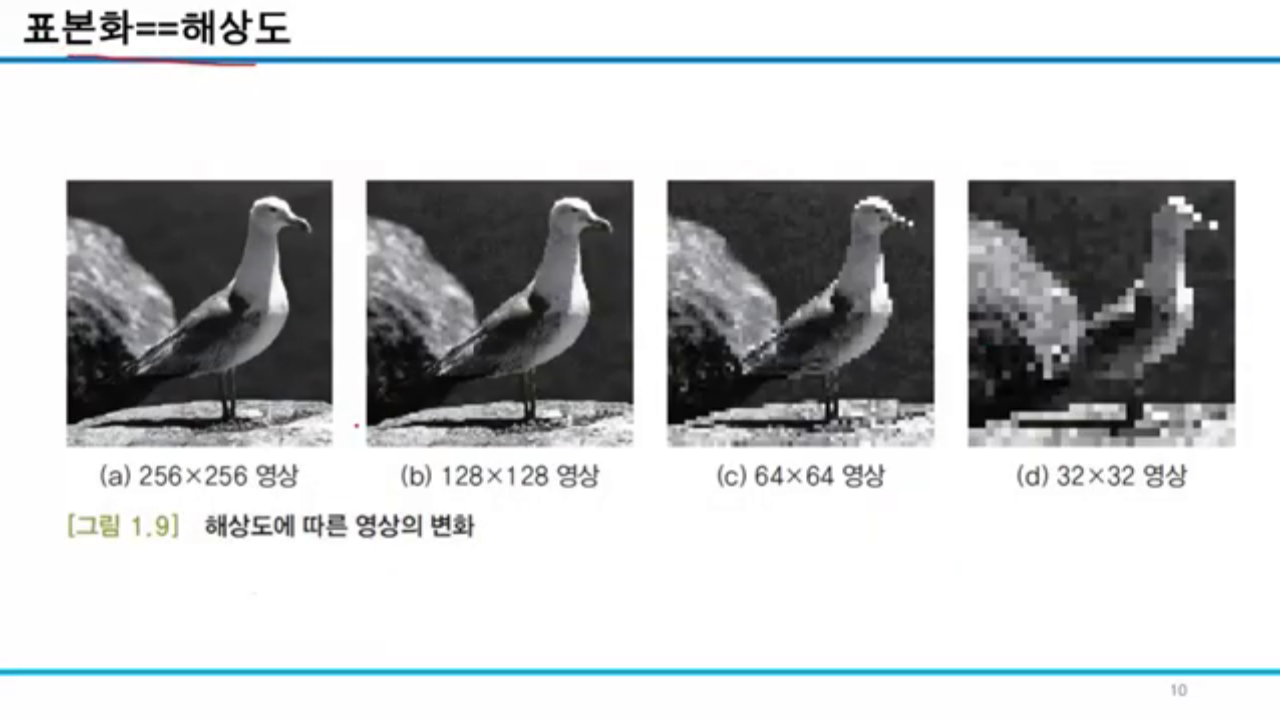 표본화==해상도
(a) 256×256 영상
(b) 128×128 영상
(c) 64×64 영상
(d) 32×32 영상
[그림 1.9] 해상도에 따른 영상의 변화
10